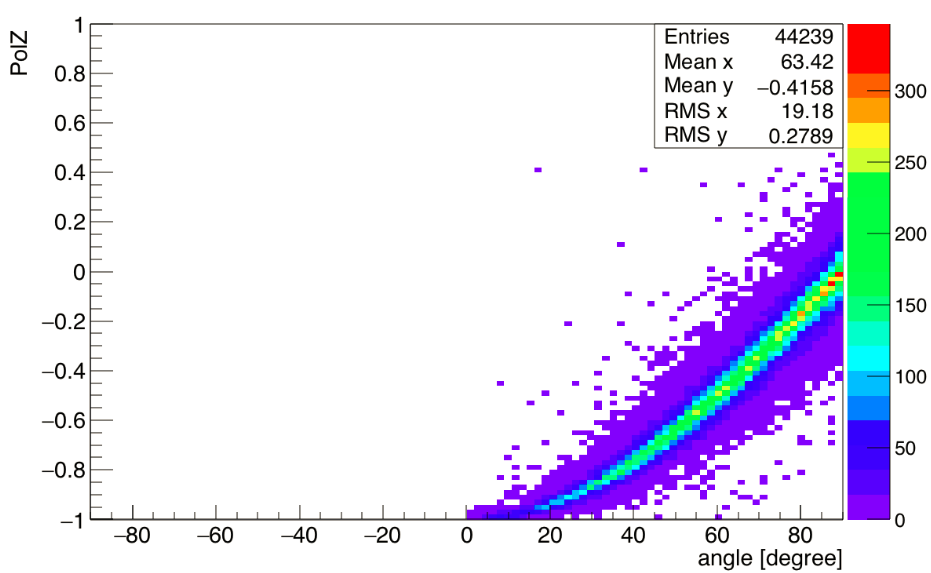 PolZ
1
0.8
0.6
0.4
0.2
0
−0.2
−0.4
−0.6
−0.8
−1
Entries 44239
Mean x 63.42
Mean y −0.4158
RMS x 19.18
RMS y 0.2789
300
250
200
150
100
50
0
−80 −60 −40 −20 0 20 40 60 80
angle [degree]